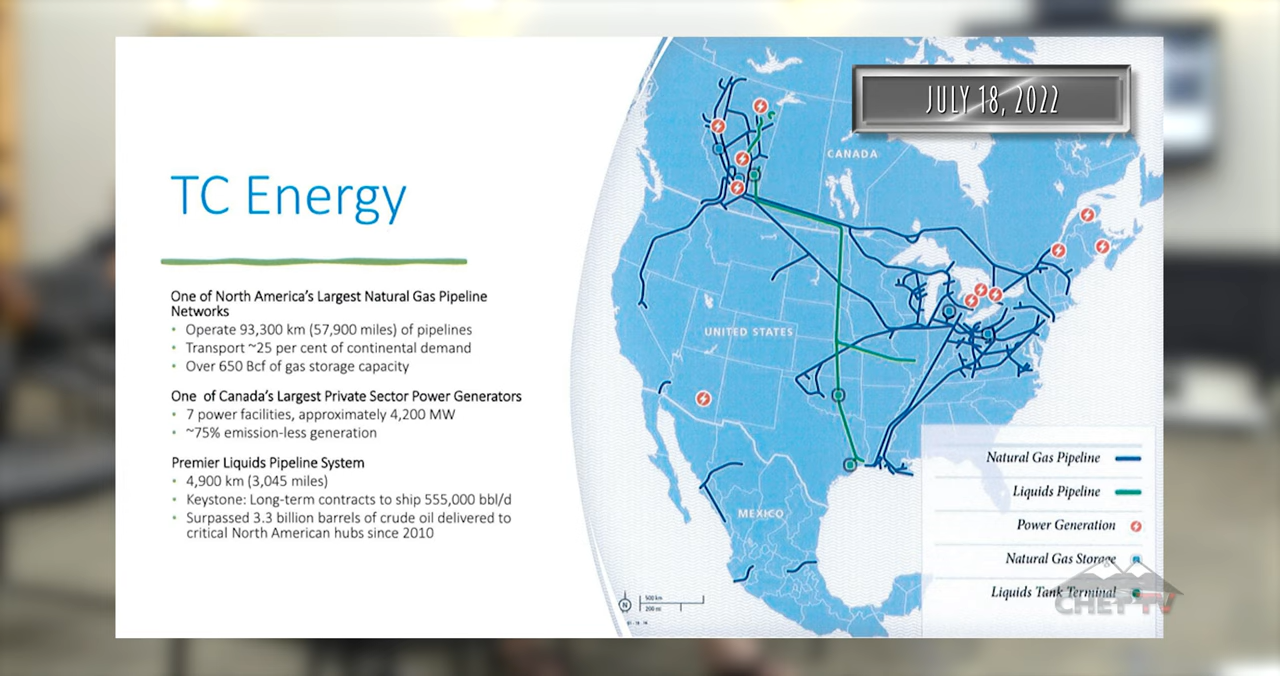 JULY 18, 2022
TC Energy
One of North America's Largest Natural Gas Pipeline
Networks
• Operate 93,300 km (57,900 miles) of pipelines
• Transport ~25 per cent of continental demand
• Over 650 Bcf of gas storage capacity
One of Canada's Largest Private Sector Power Generators
• 7 power facilities, approximately 4,200 MW
• ~75% emission-less generation
Premier Liquids Pipeline System
• 4,900 km (3,045 miles)
• Keystone: Long-term contracts to ship 555,000 bbl/d
• Surpassed 3.3 billion barrels of crude oil delivered to
critical North American hubs since 2010
CANADA
UNITED STATES
MEXICO
Natural Gas Pipeline
Liquids Pipeline
Power Generation
Natural Gas Storage
Liquids Tank Terminal
N
500 km
200 mi
CHET TV